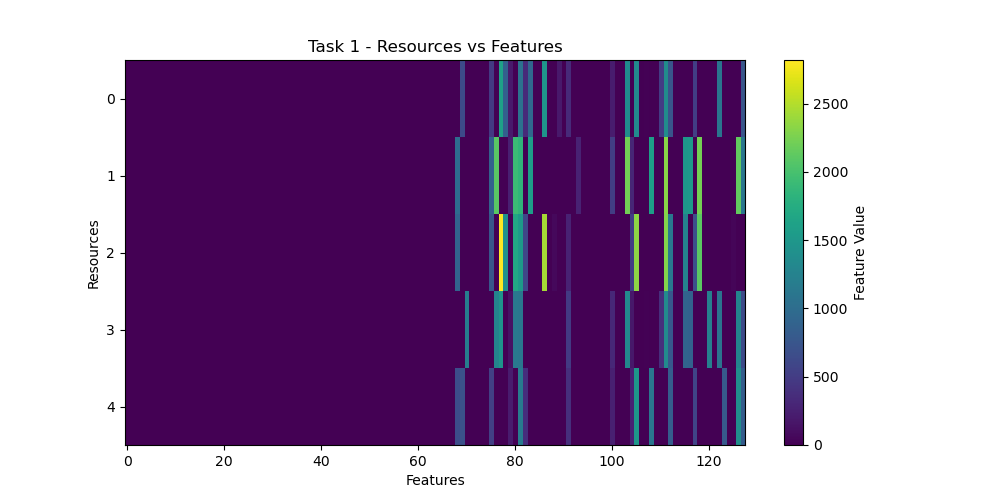 Task 1 - Resources vs Features
Resources
0
1
2
3
4
0 20 40 60 80 100 120
Features
2500
2000
1500
1000
500
0
Feature Value